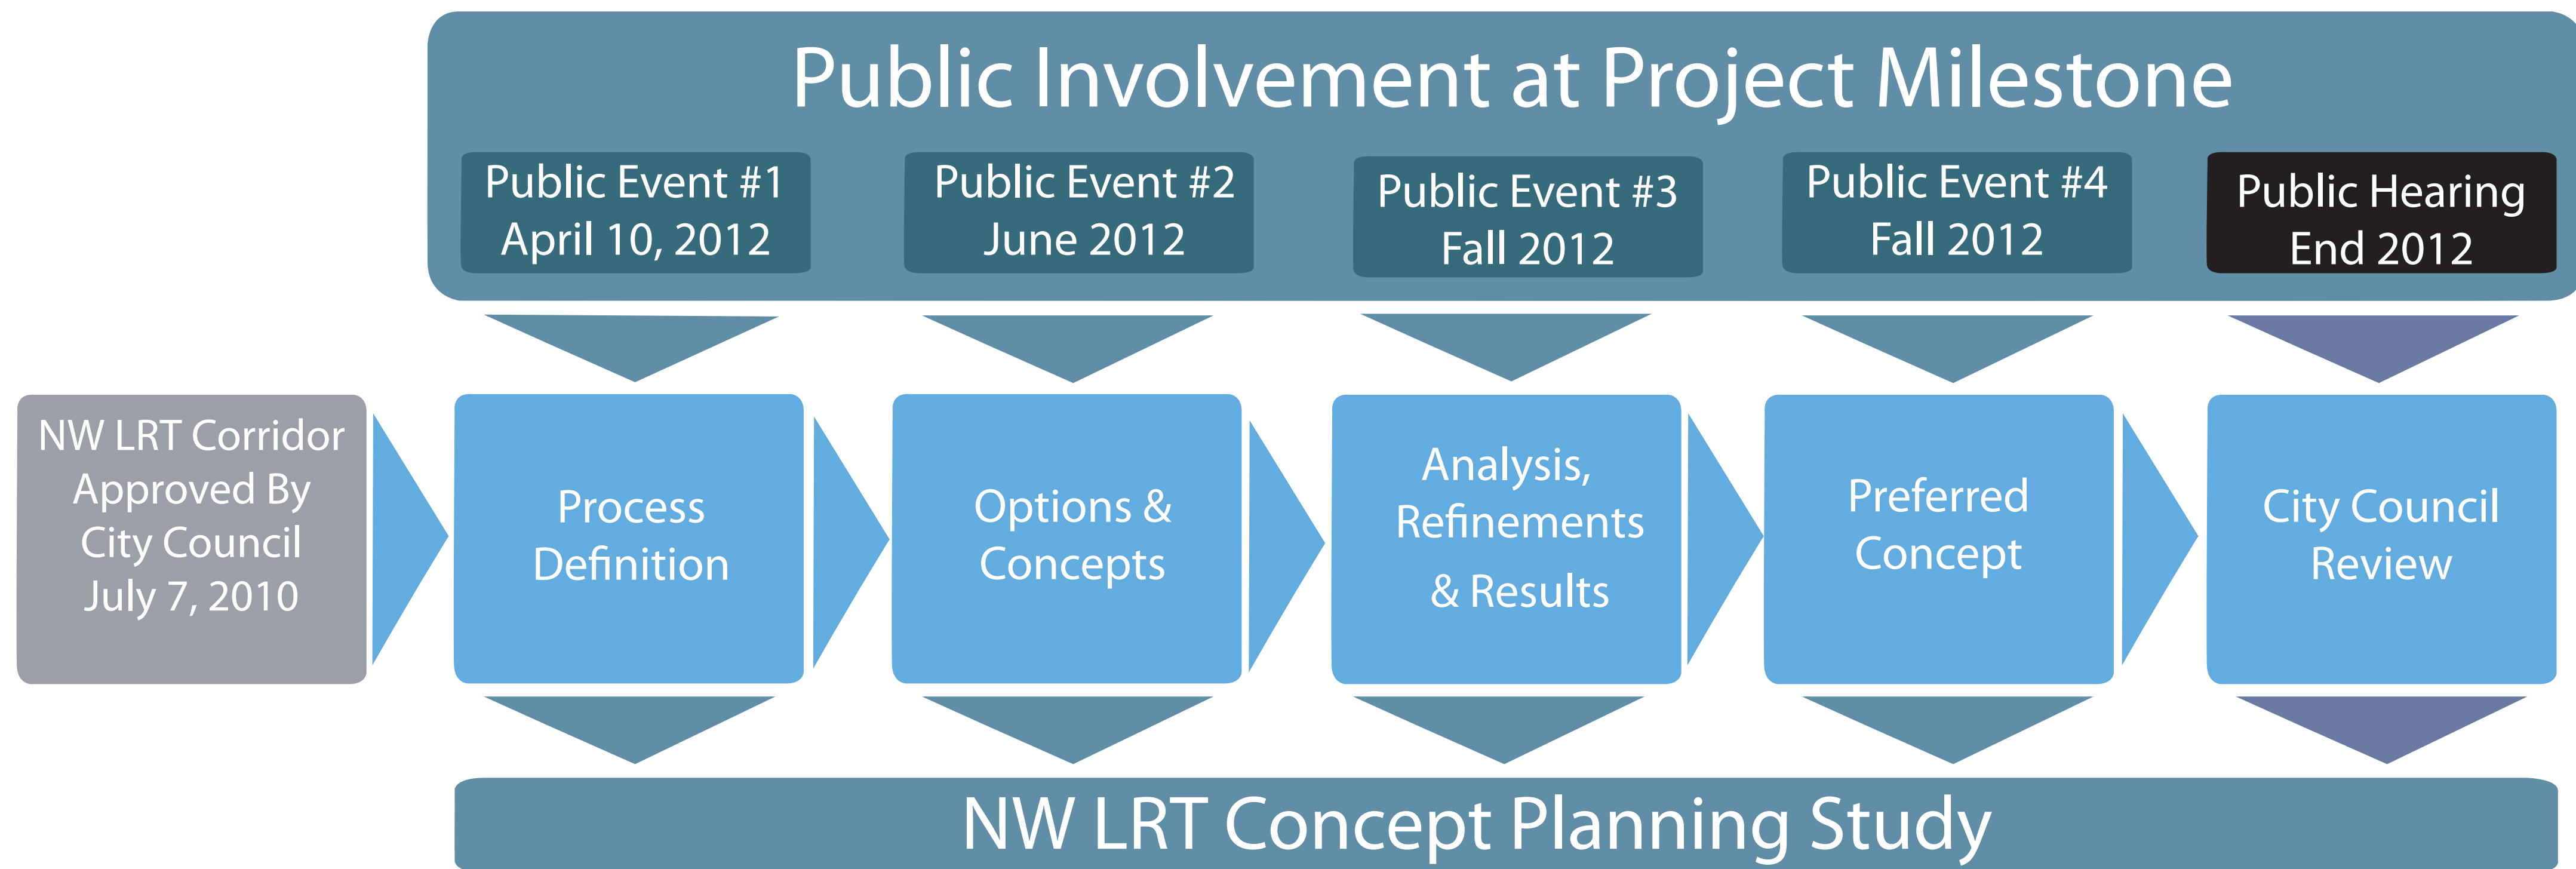 Public Involvement at Project Milestone
Public Event #1
April 10, 2012
Public Event #2
June 2012
Public Event #3
Fall 2012
Public Event #4
Fall 2012
Public Hearing
End 2012
NW LRT Corridor
Approved By
City Council
July 7, 2010
Process
Definition
Options &
Concepts
Analysis,
Refinements
& Results
Preferred
Concept
City Council
Review
NW LRT Concept Planning Study